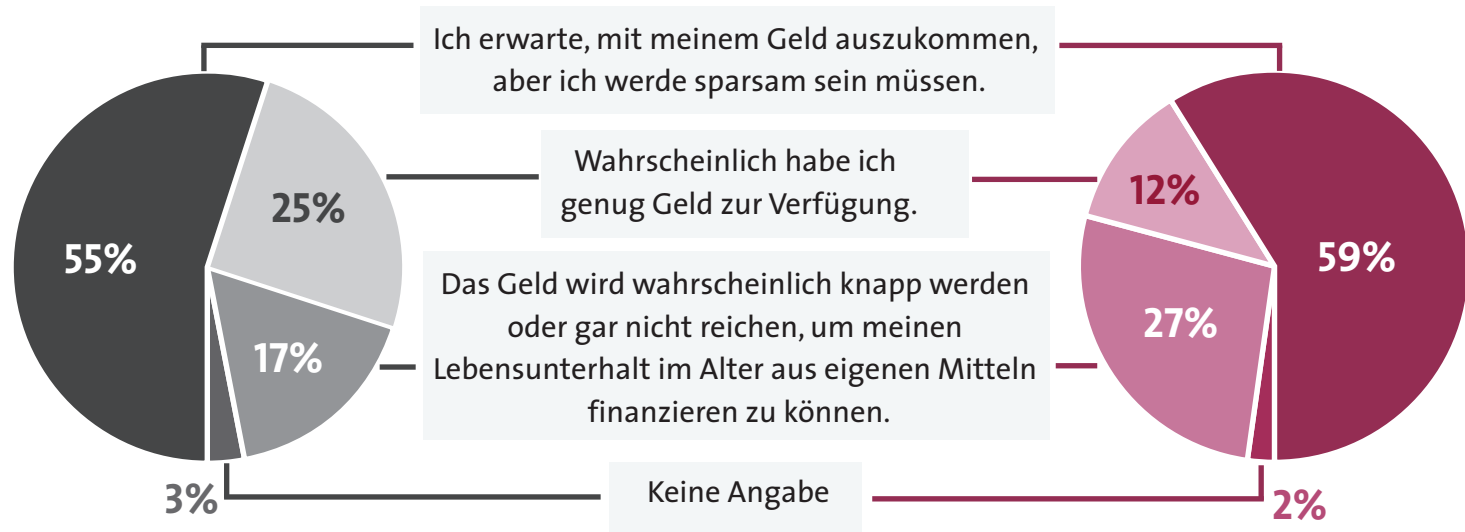 Ich erwarte, mit meinem Geld auszukommen,
aber ich werde sparsam sein müssen.
Wahrscheinlich habe ich
genug Geld zur Verfügung.
Das Geld wird wahrscheinlich knapp werden
oder gar nicht reichen, um meinen
Lebensunterhalt im Alter aus eigenen Mitteln
finanzieren zu können.
Keine Angabe
55%
25%
17%
3%
12%
59%
27%
2%